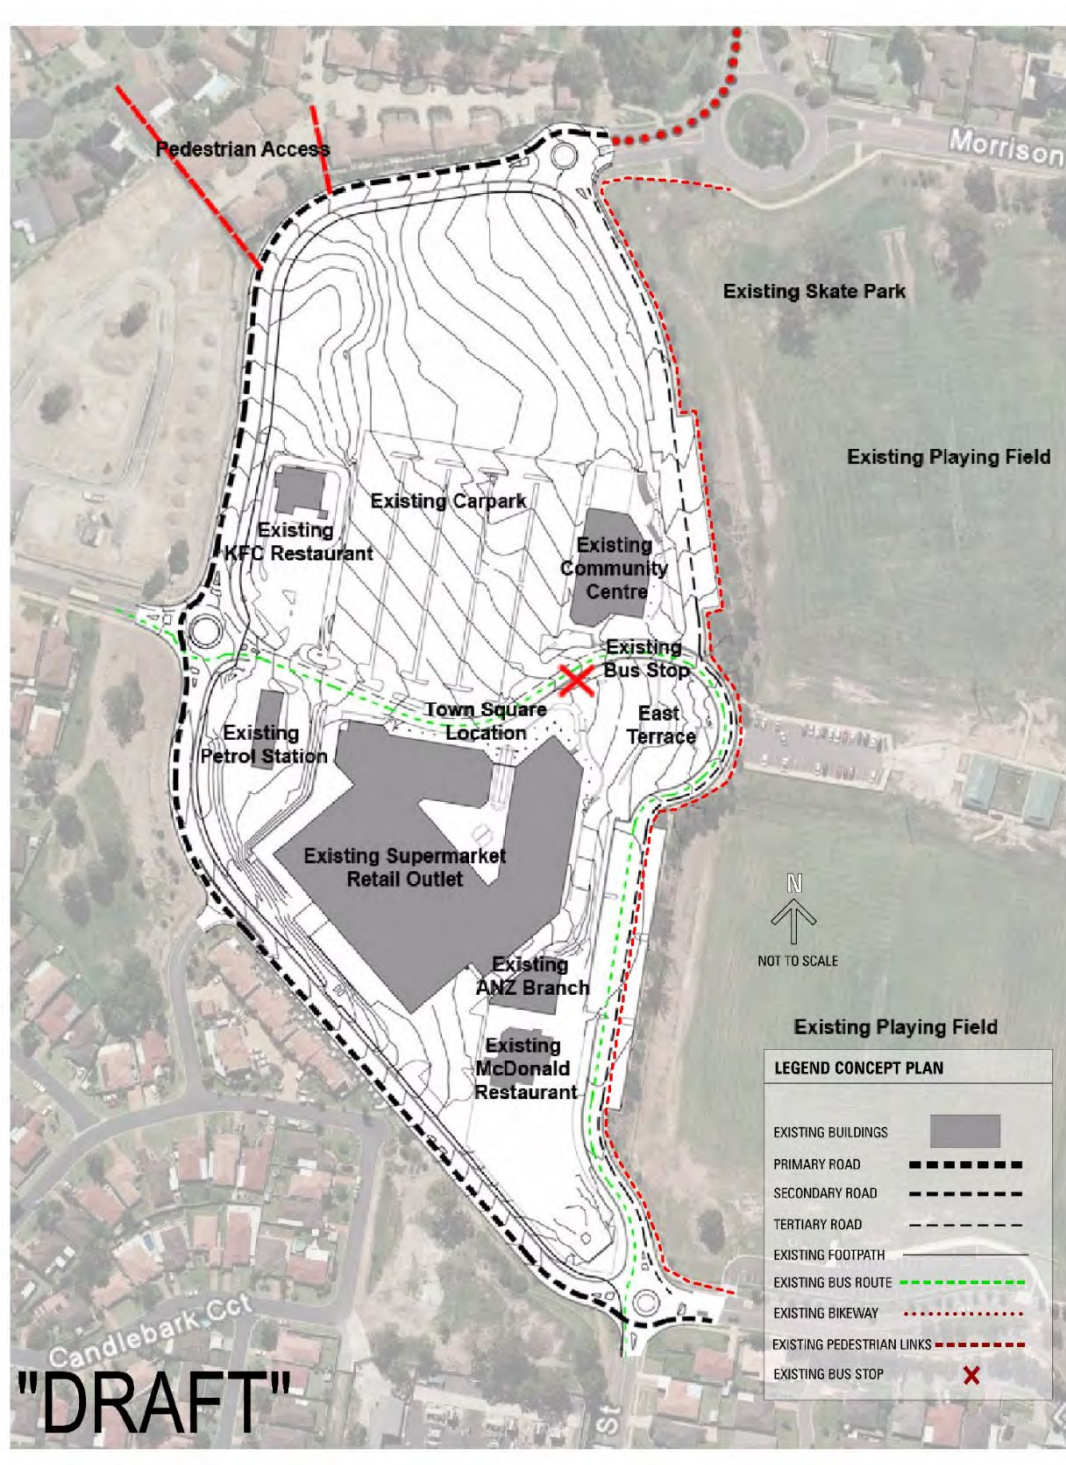 Pedestrian Access
Morrison
Existing Skate Park
Existing Playing Field
Existing Carpark
Existing
KFC Restaurant
Existing
Community
Centre
Existing
Bus Stop
Town Square
Location
East
Terrace
Existing
Petrol Station
Existing Supermarket
Retail Outlet
N
NOT TO SCALE
Existing
ANZ Branch
Existing Playing Field
Existing
McDonald
Restaurant
LEGEND CONCEPT PLAN
EXISTING BUILDINGS
PRIMARY ROAD
SECONDARY ROAD
TERTIARY ROAD
EXISTING FOOTPATH
EXISTING BUS ROUTE
EXISTING BIKEWAY
EXISTING PEDESTRIAN LINKS
EXISTING BUS STOP
Candlebark Cct
"DRAFT"
St